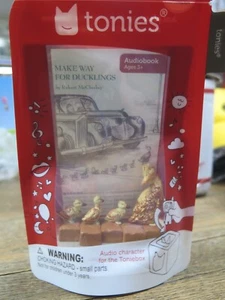 tonies®
Audiobook
Ages 3+
MAKE WAY
FOR DUCKLINGS
by Robert McCloskey
WARNING:
CHOKING HAZARD - small parts
Not for children under 3 years
Audio character
for the Toniebox
tonies®